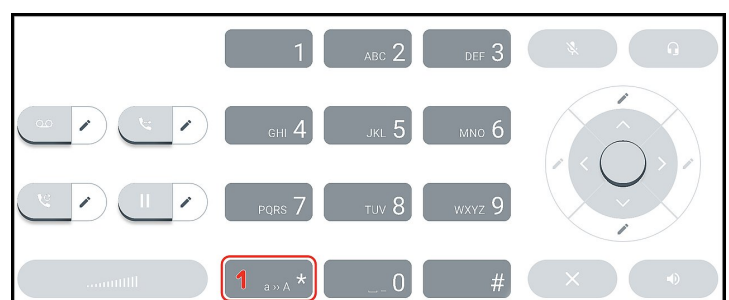 1 ABC 2 DEF 3
GHI 4 JKL 5 MNO 6
PQRS 7 TUV 8 WXYZ 9
1 a»A * 0 #